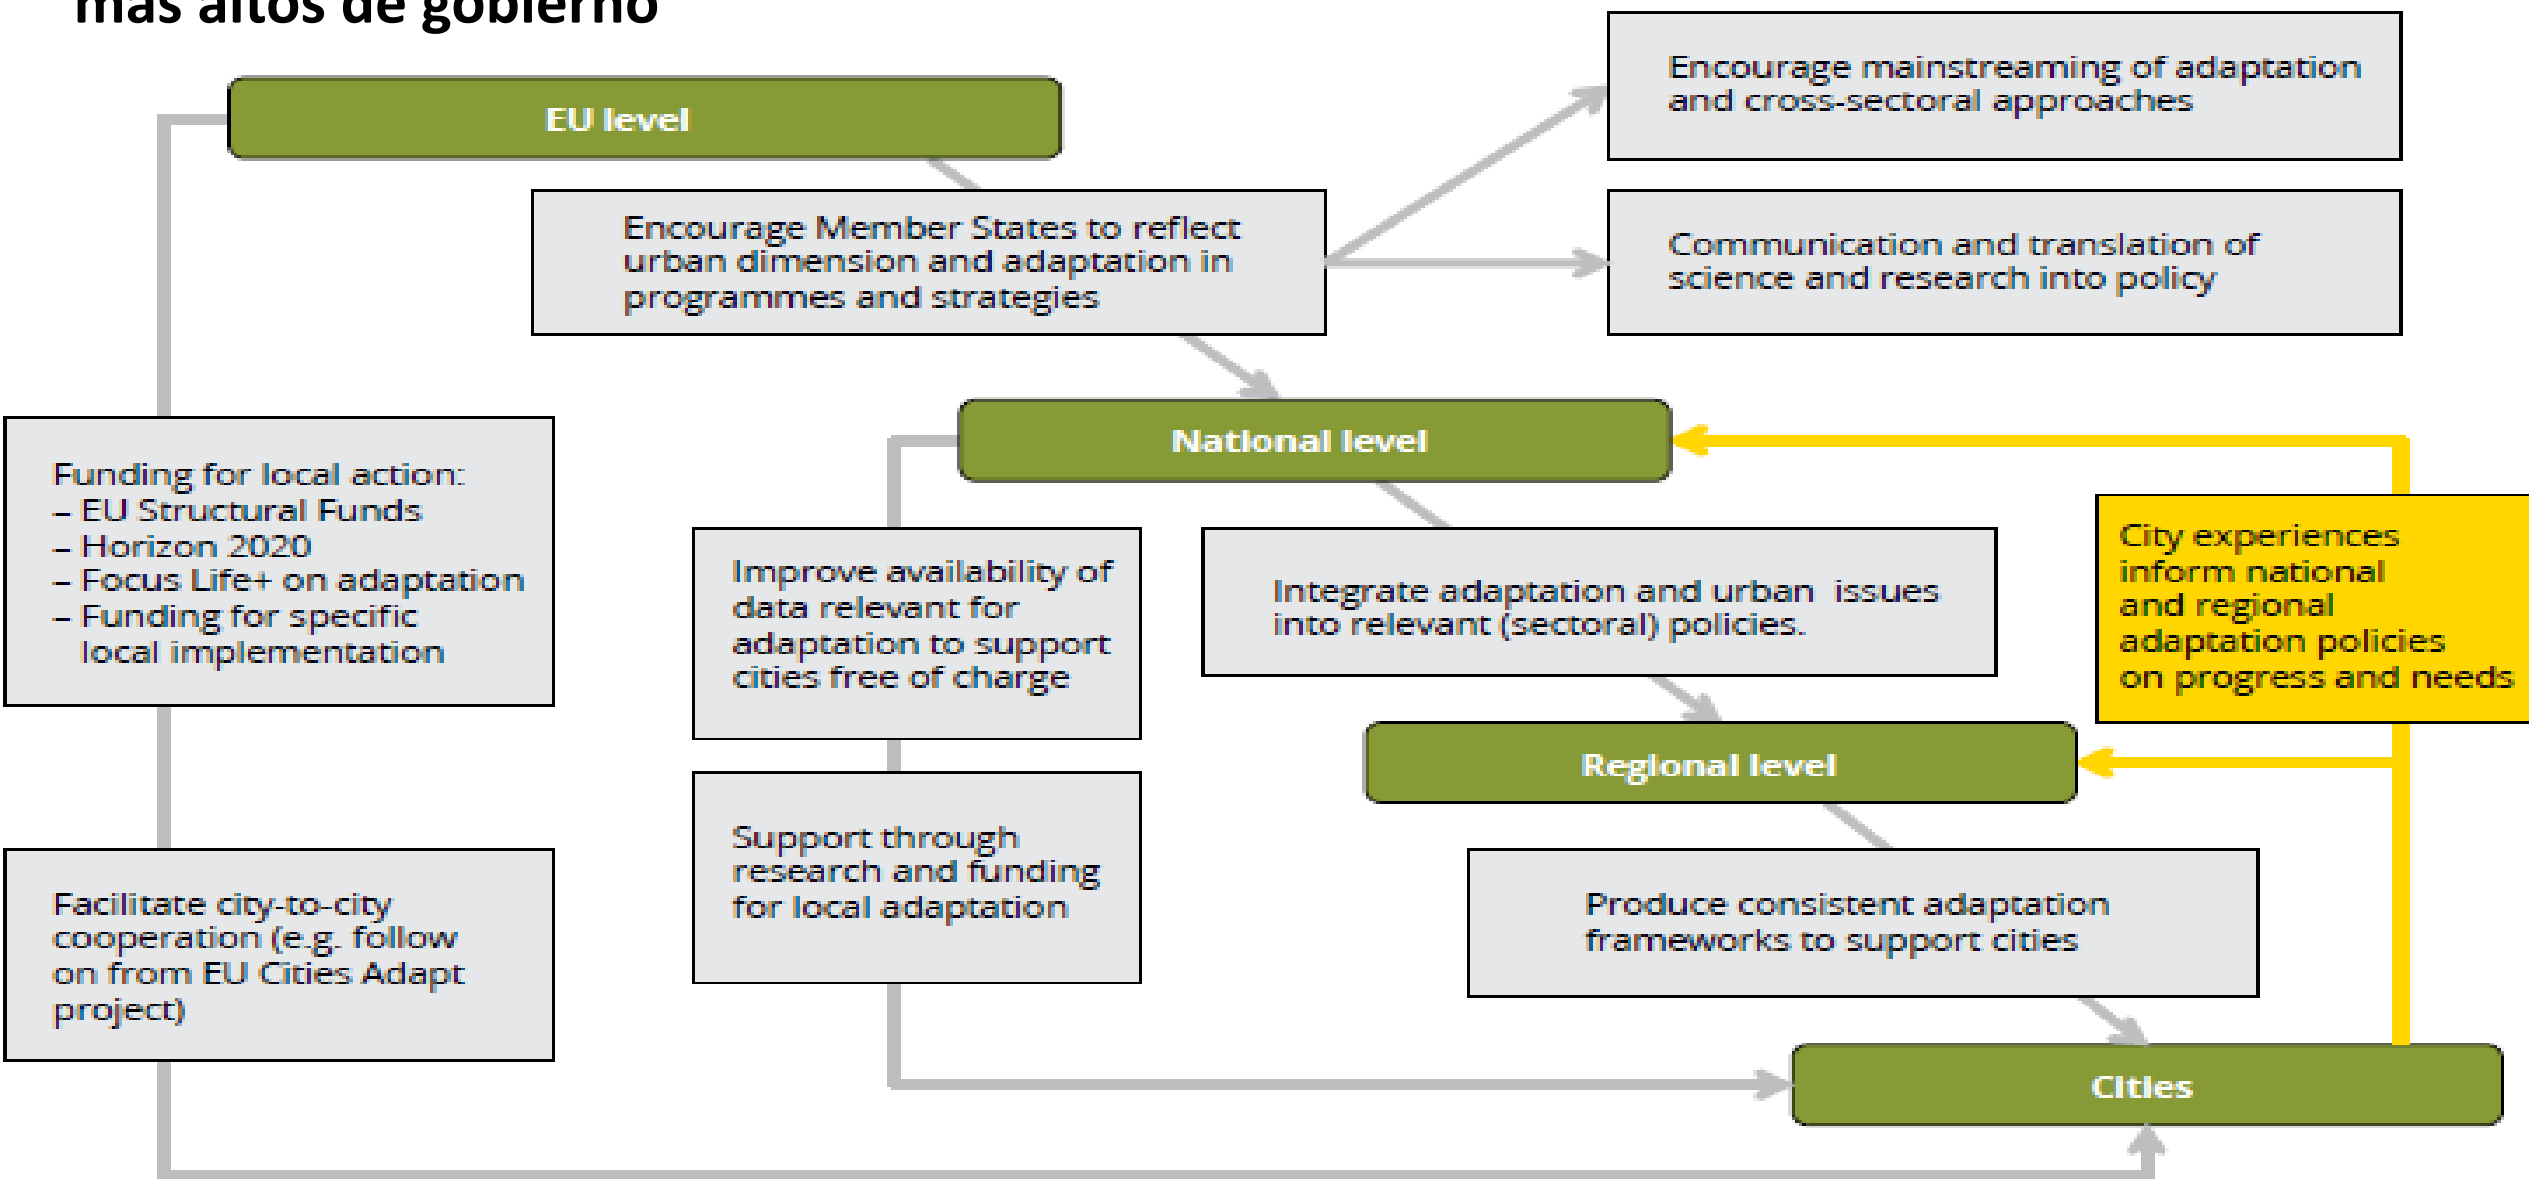 más altos de gobierno
EU level
Encourage mainstreaming of adaptation
and cross-sectoral approaches
Encourage Member States to reflect
urban dimension and adaptation in
programmes and strategies
Communication and translation of
science and research into policy
National level
Funding for local action:
– EU Structural Funds
– Horizon 2020
– Focus Life+ on adaptation
– Funding for specific
local implementation
Improve availability of
data relevant for
adaptation to support
cities free of charge
Integrate adaptation and urban issues
into relevant (sectoral) policies.
City experiences
inform national
and regional
adaptation policies
on progress and needs
Regional level
Support through
research and funding
for local adaptation
Facilitate city-to-city
cooperation (e.g. follow
on from EU Cities Adapt
project)
Produce consistent adaptation
frameworks to support cities
Cities